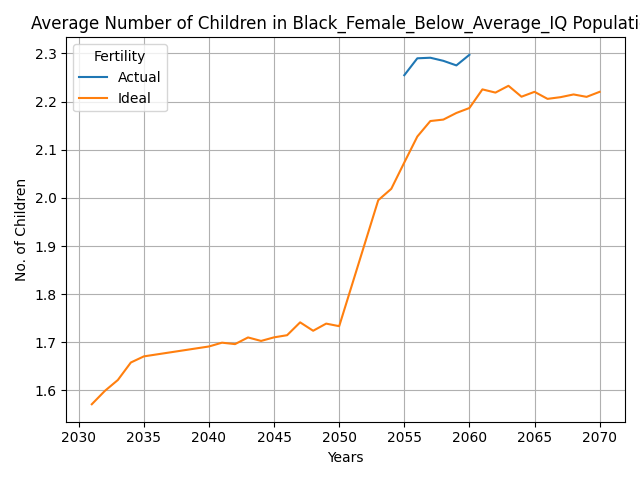 Average Number of Children in Black_Female_Below_Average_IQ Populati
Fertility
Actual
Ideal
No. of Children
2.3
2.2
2.1
2.0
1.9
1.8
1.7
1.6
2030 2035 2040 2045 2050 2055 2060 2065 2070
Years